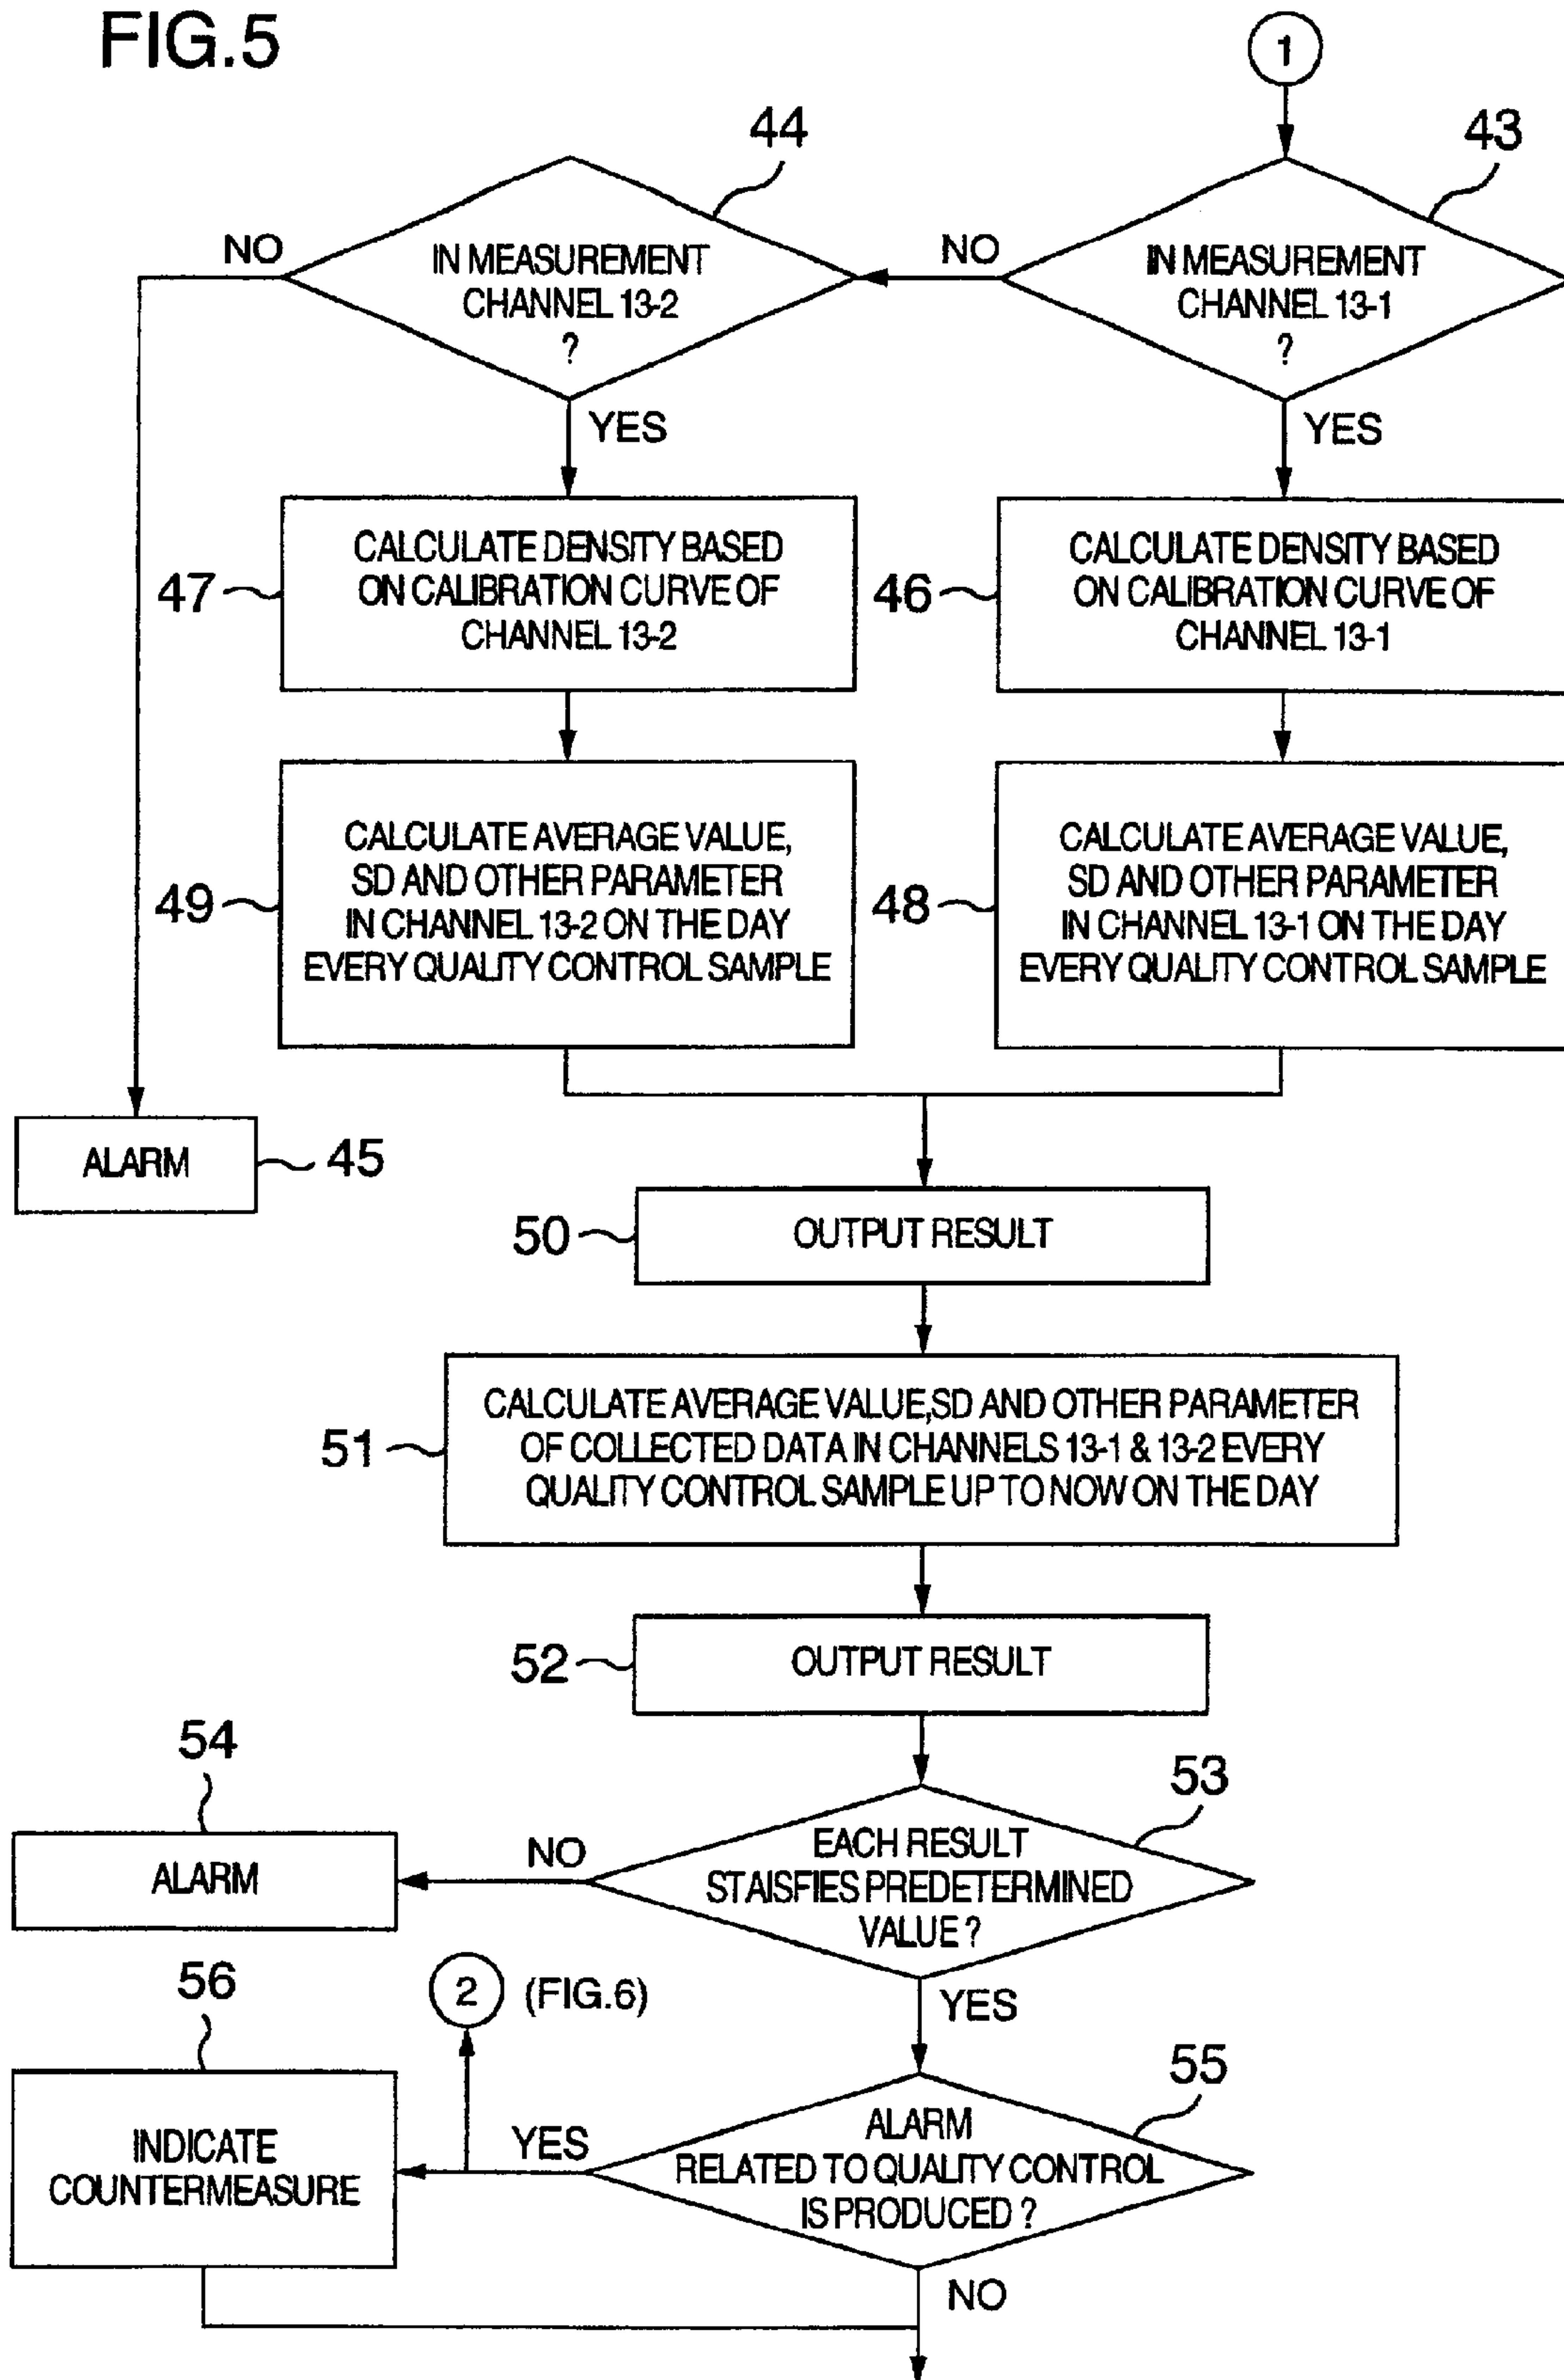 FIG.5
1
44
43
NO
IN MEASUREMENT
CHANNEL 13-2
?
NO
IN MEASUREMENT
CHANNEL 13-1
?
YES
YES
47
CALCULATE DENSITY BASED
ON CALIBRATION CURVE OF
CHANNEL 13-2
46
CALCULATE DENSITY BASED
ON CALIBRATION CURVE OF
CHANNEL 13-1
49
CALCULATE AVERAGE VALUE,
SD AND OTHER PARAMETER
IN CHANNEL 13-2 ON THE DAY
EVERY QUALITY CONTROL SAMPLE
48
CALCULATE AVERAGE VALUE,
SD AND OTHER PARAMETER
IN CHANNEL 13-1 ON THE DAY
EVERY QUALITY CONTROL SAMPLE
ALARM
45
50
OUTPUT RESULT
51
CALCULATE AVERAGE VALUE,SD AND OTHER PARAMETER
OF COLLECTED DATA IN CHANNELS 13-1 & 13-2 EVERY
QUALITY CONTROL SAMPLE UP TO NOW ON THE DAY
52
OUTPUT RESULT
54
53
ALARM
NO
EACH RESULT
STAISFIES PREDETERMINED
VALUE ?
56
2 (FIG.6)
YES
55
INDICATE
COUNTERMEASURE
YES
ALARM
RELATED TO QUALITY CONTROL
IS PRODUCED ?
NO